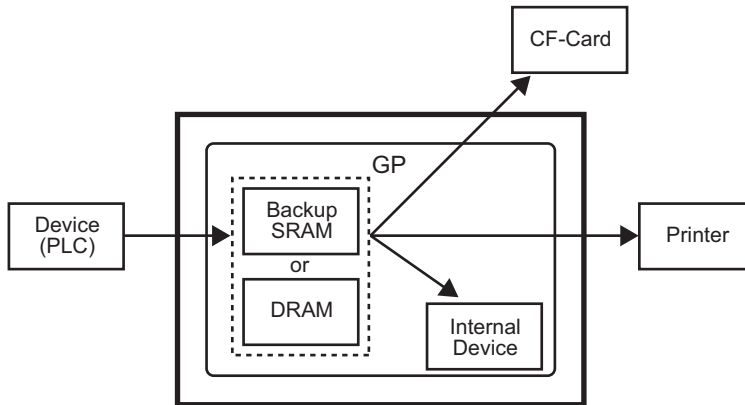 CF-Card
GP
Backup
SRAM
or
DRAM
Device
(PLC)
Printer
Internal
Device